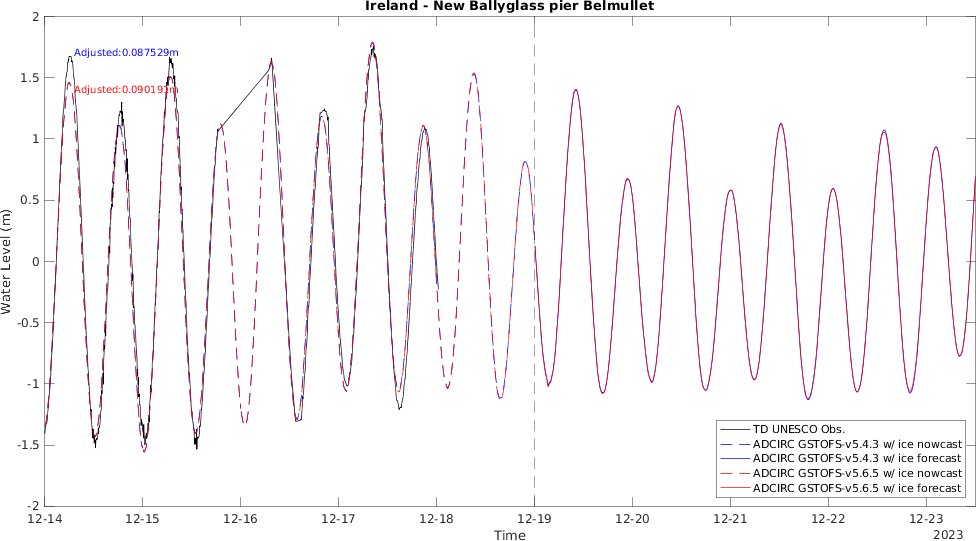 Ireland - New Ballyglass pier Belmullet
Water Level (m)
2
1.5
1
0.5
0
-0.5
-1
-1.5
-2
Adjusted:0.087529m
Adjusted:0.090191m
TD UNESCO Obs.
ADCIRC GSTOFS-v5.4.3 w/ ice nowcast
ADCIRC GSTOFS-v5.4.3 w/ ice forecast
ADCIRC GSTOFS-v5.6.5 w/ ice nowcast
ADCIRC GSTOFS-v5.6.5 w/ ice forecast
12-14 12-15 12-16 12-17 12-18 12-19 12-20 12-21 12-22 12-23
Time
2023